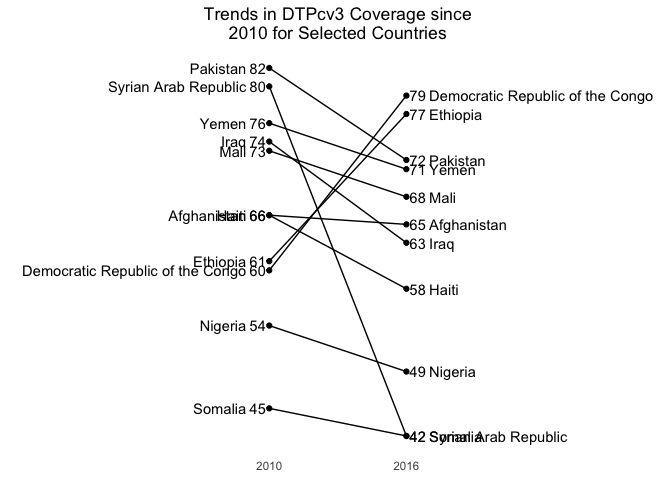 Trends in DTPcv3 Coverage since
2010 for Selected Countries
Pakistan 82
Syrian Arab Republic 80
79 Democratic Republic of the Congo
77 Ethiopia
Yemen 76
Iraq 74
Mali 73
72 Pakistan
71 Yemen
68 Mali
Afghanistan 66
Haiti 66
65 Afghanistan
63 Iraq
Ethiopia 61
Democratic Republic of the Congo 60
58 Haiti
Nigeria 54
49 Nigeria
Somalia 45
42 Somalia
42 Syrian Arab Republic
2010
2016